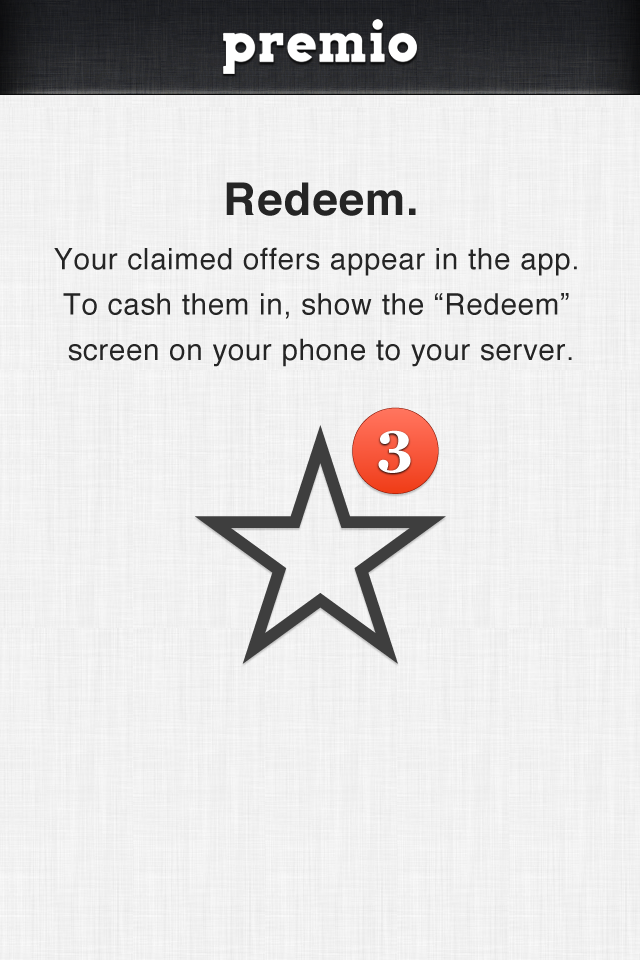 premio
Redeem.
Your claimed offers appear in the app.
To cash them in, show the “Redeem”
screen on your phone to your server.
3